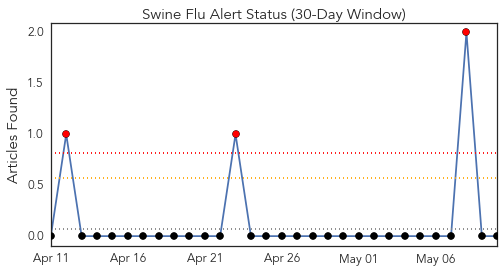 Swine Flu Alert Status (30-Day Window)
2.0
1.5
1.0
0.5
0.0
Articles Found
Apr 11 Apr 16 Apr 21 Apr 26 May 01 May 06